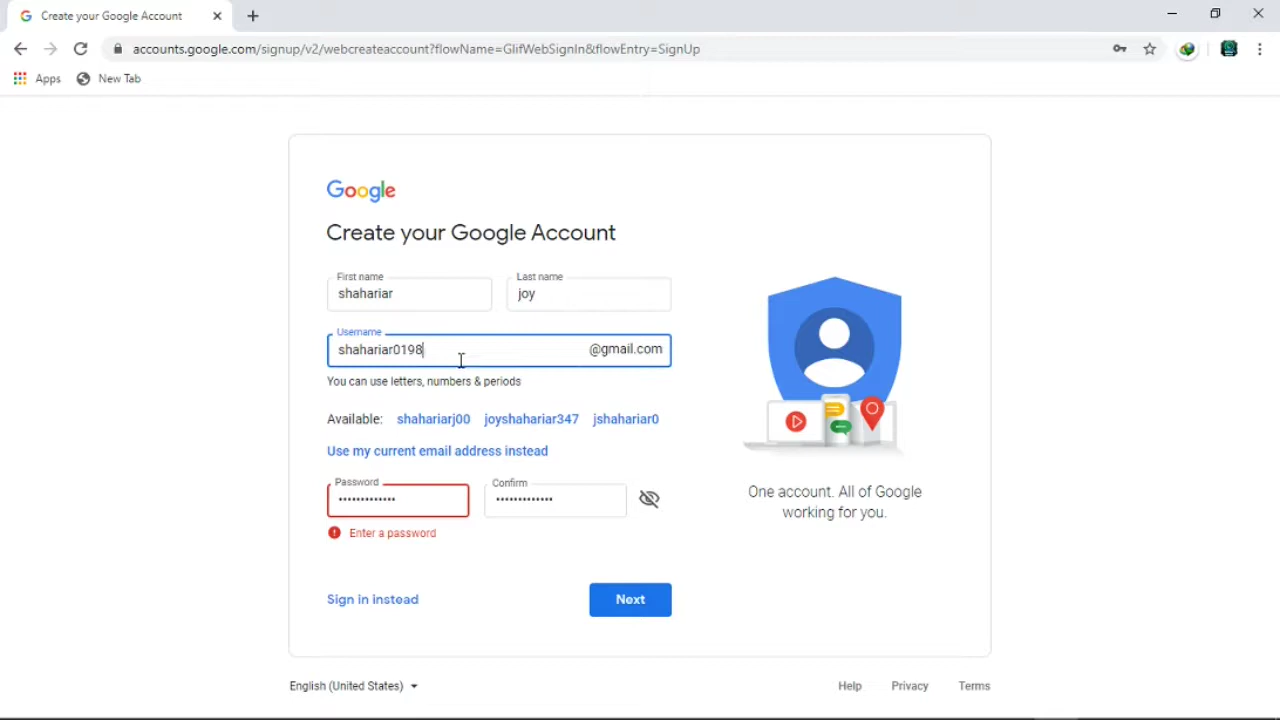 Create your Google Account
accounts.google.com/signup/v2/webcreateaccount?flowName=GlifWebSignIn&flowEntry=SignUp
Apps New Tab
Google
Create your Google Account
First name Last name
shahariar joy
Username
shahariar0198 @gmail.com
You can use letters, numbers & periods
Available: shahariarj00 joyshahariar347 jshahariar0
Use my current email address instead
Password Confirm
••••••••••••• •••••••••••••
Enter a password
One account. All of Google
working for you.
Sign in instead Next
English (United States) Help Privacy Terms